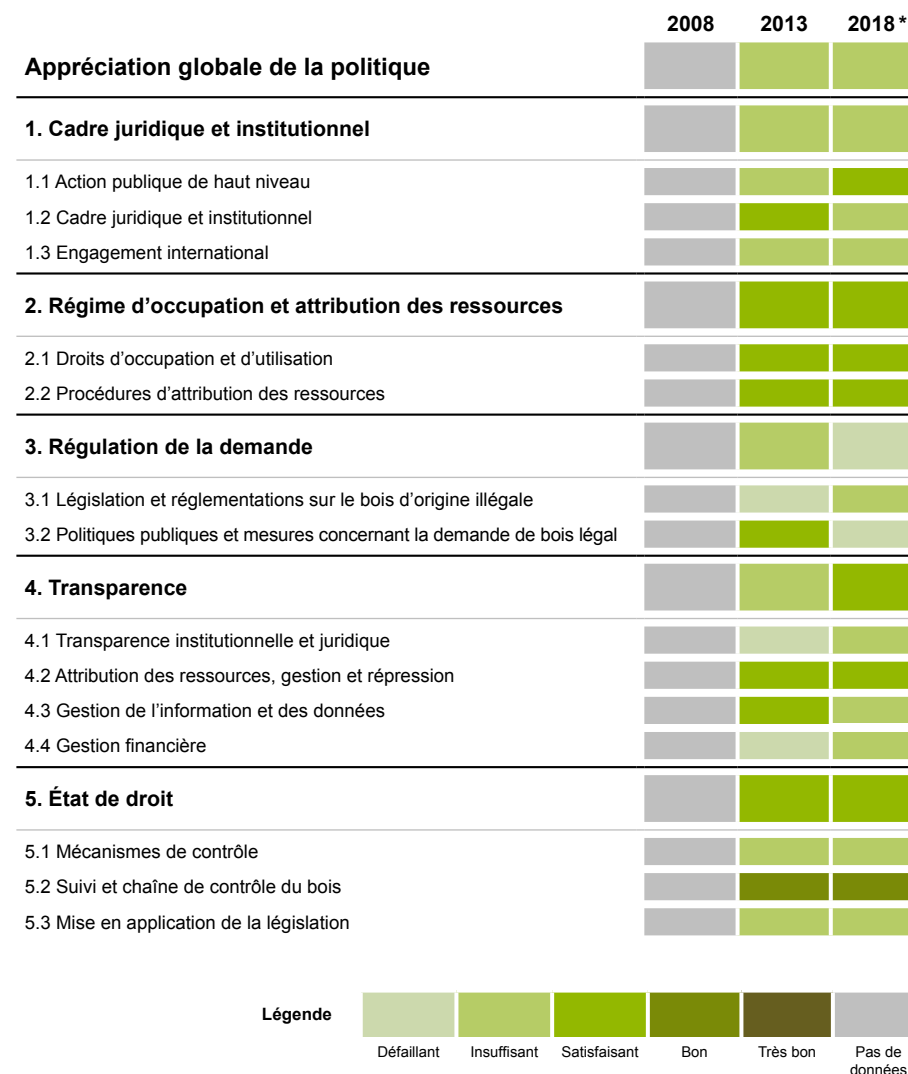 2008 2013 2018*
Appréciation globale de la politique
1. Cadre juridique et institutionnel
1.1 Action publique de haut niveau
1.2 Cadre juridique et institutionnel
1.3 Engagement international
2. Régime d’occupation et attribution des ressources
2.1 Droits d’occupation et d’utilisation
2.2 Procédures d’attribution des ressources
3. Régulation de la demande
3.1 Législation et réglementations sur le bois d’origine illégale
3.2 Politiques publiques et mesures concernant la demande de bois légal
4. Transparence
4.1 Transparence institutionnelle et juridique
4.2 Attribution des ressources, gestion et répression
4.3 Gestion de l’information et des données
4.4 Gestion financière
5. État de droit
5.1 Mécanismes de contrôle
5.2 Suivi et chaîne de contrôle du bois
5.3 Mise en application de la législation
Légende
Défaillant Insuffisant Satisfaisant Bon Très bon Pas de
données